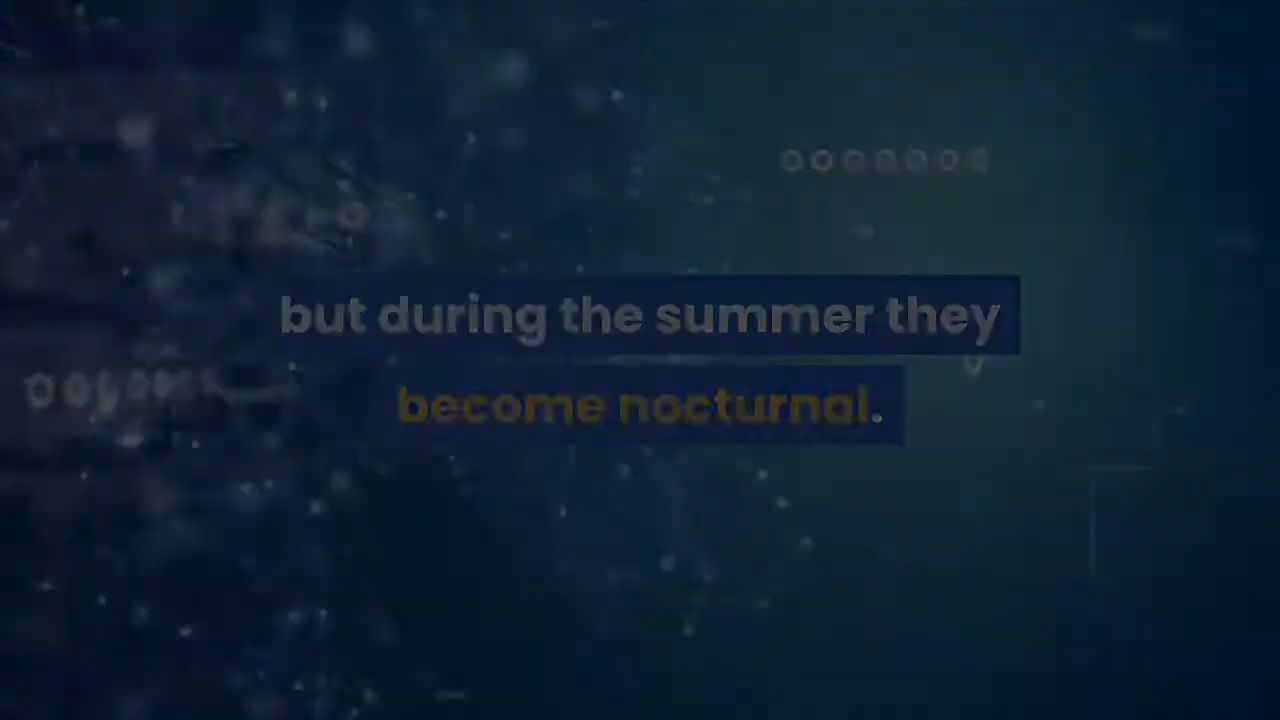 but during the summer they
become nocturnal.